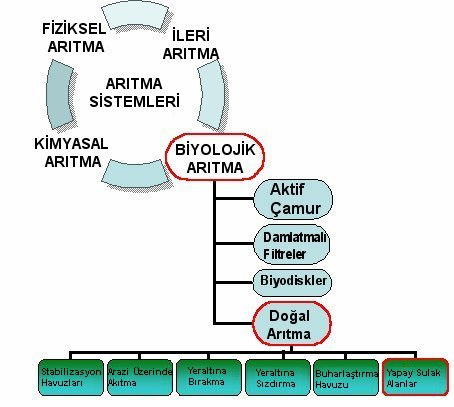 FİZİKSEL
ARITMA
İLERİ
ARITMA
ARITMA
SİSTEMLERİ
KİMYASAL
ARITMA
BİYOLOJİK
ARITMA
Aktif
Çamur
Damlatmalı
Filtreler
Biyodiskler
Doğal
Arıtma
Stabilizasyon
Havuzları
Arazi Üzerinde
Akıtma
Yeraltına
Bırakma
Yeraltına
Sızdırma
Buharlaştırma
Havuzu
Yapay Sulak
Alanlar